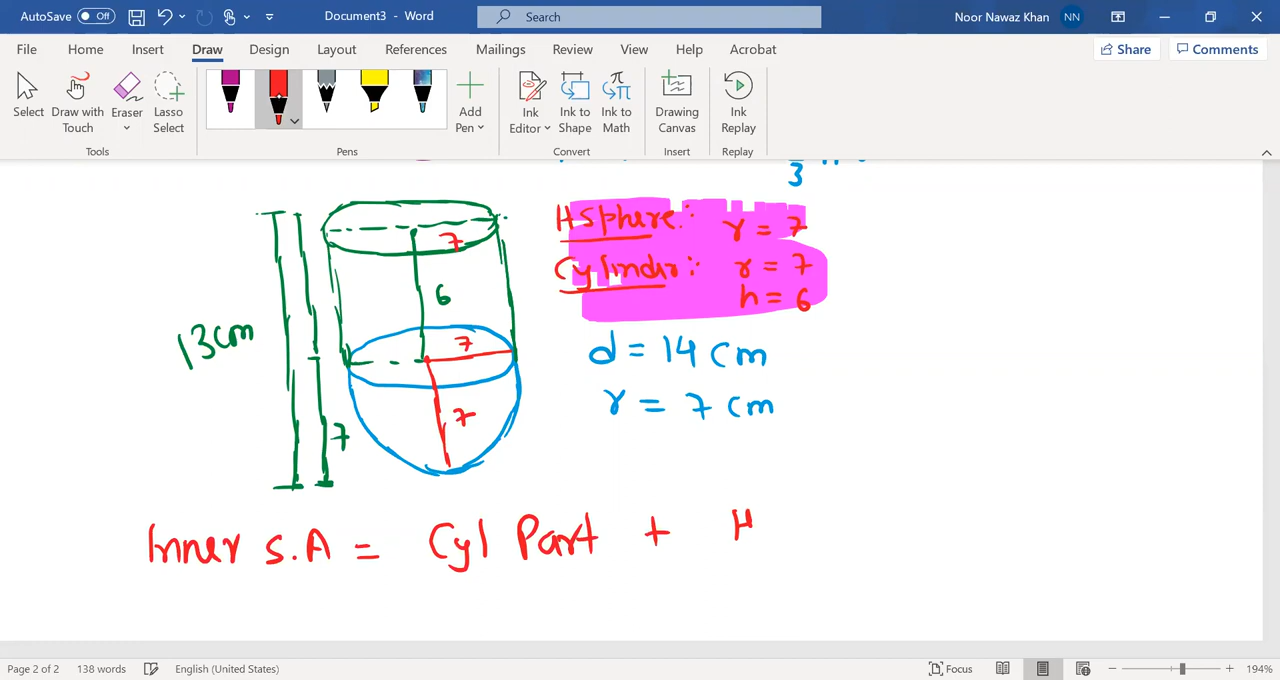 AutoSave Off Document3 - Word Search Noor Nawaz Khan NN
File Home Insert Draw Design Layout References Mailings Review View Help Acrobat Share Comments
Select Draw with Touch Eraser Lasso Select Add Pen Ink Editor Ink to Shape Ink to Math Drawing Canvas Ink Replay
Tools Pens Convert Insert Replay
3
HSphere: r = 7
Cylinder: r = 7
h = 6
7
6
13cm
7
7
7
d = 14 cm
r = 7 cm
Inner S.A = Cyl Part + H
Page 2 of 2 138 words English (United States) Focus 194%